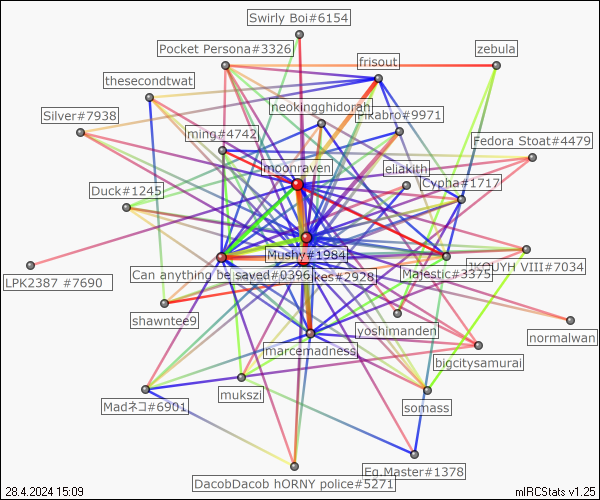 Swirly Boi#6154
Pocket Persona#3326
zebula
frisout
thesecondtwat
neokingghidorah
Pikabro#9971
Silver#7938
ming#4742
Fedora Stoat#4479
moonraven
eliakith
Cypha#1717
Duck#1245
Mushy#1984
LPK2387 #7690
Can anything be saved#0396
kes#2928
Majestic#3375
VIII#7034
shawntee9
yoshimanden
normalwan
marcemadness
bigcitysamurai
mukszi
somass
Madネコ#6901
Eg.Master#1378
DacobDacob hORNY police#5271
28.4.2024 15:09
mIRCStats v1.25